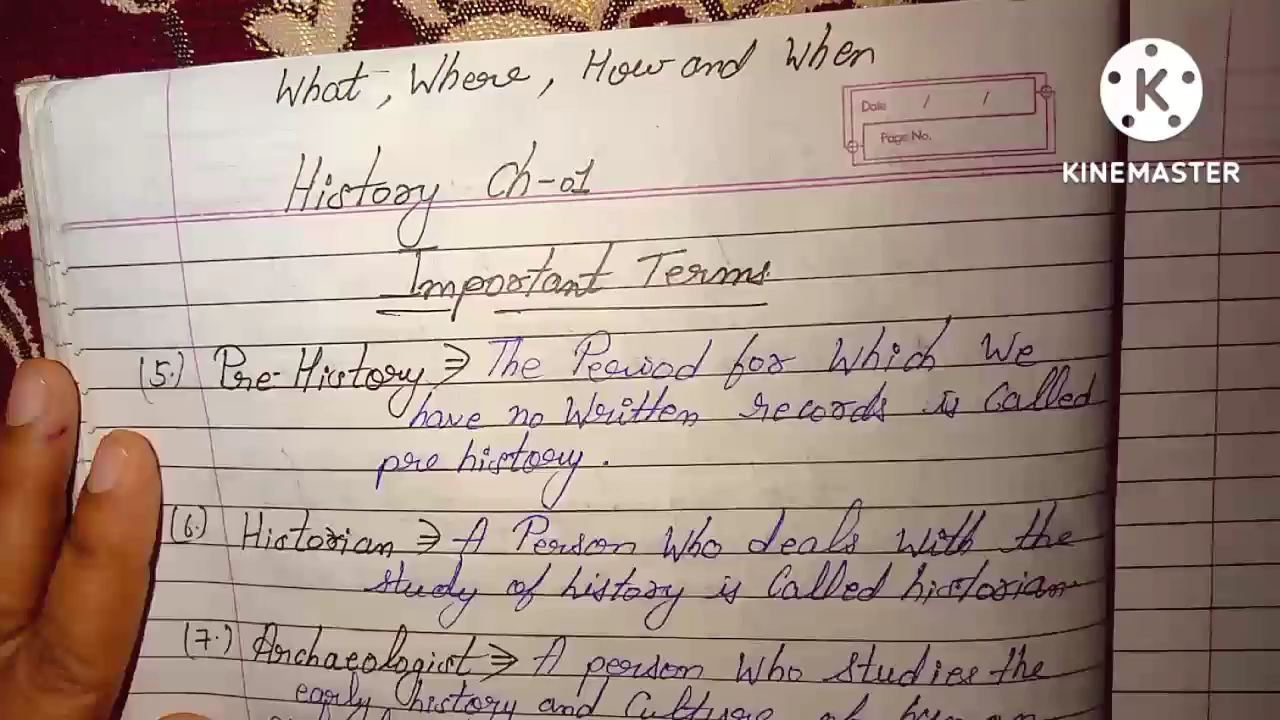 What, Where, How and When
Date / /
Page No.
K
KINEMASTER
History Ch-01
Important Terms
(5.) Pre-History ⇒ The Period for Which We
have no Written records is Called
pre history.
(6.) Historian ⇒ A Person Who deals with the
study of history is Called historian
(7.) Archaeologist ⇒ A person Who studies the
early history and Culture of human